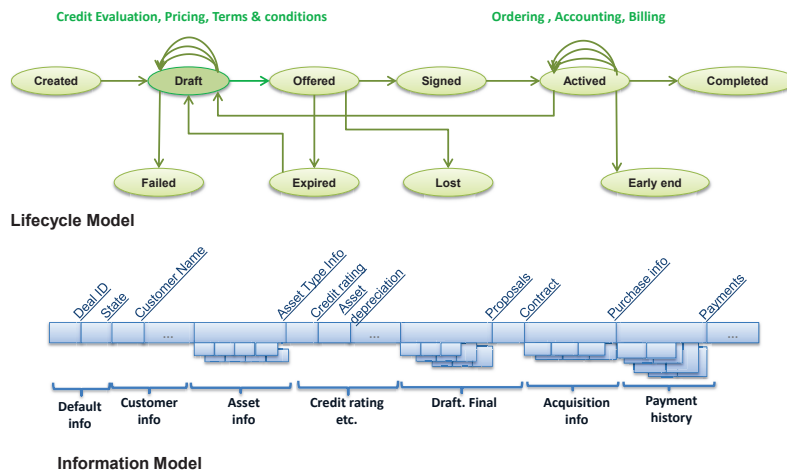 Credit Evaluation, Pricing, Terms & conditions
Ordering , Accounting, Billing
Created
Draft
Offered
Signed
Actived
Completed
Failed
Expired
Lost
Early end
Lifecycle Model
Deal ID
State
Customer Name
Asset Type Info
Credit rating
Asset
depreciation
Proposals
Contract
Purchase info
Payments
...
...
...
Default
info
Customer
info
Asset
info
Credit rating
etc.
Draft. Final
Acquisition
info
Payment
history
Information Model